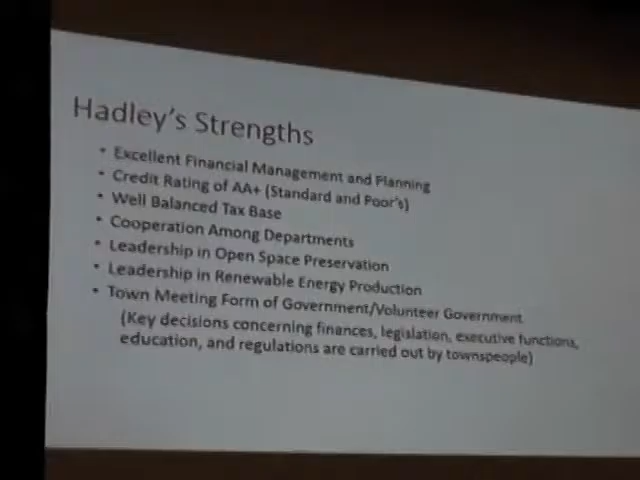 Hadley's Strengths
• Excellent Financial Management and Planning
• Credit Rating of AA+ (Standard and Poor's)
• Well Balanced Tax Base
• Cooperation Among Departments
• Leadership in Open Space Preservation
• Leadership in Renewable Energy Production
• Town Meeting Form of Government/Volunteer Government
(Key decisions concerning finances, legislation, executive functions,
education, and regulations are carried out by townspeople)